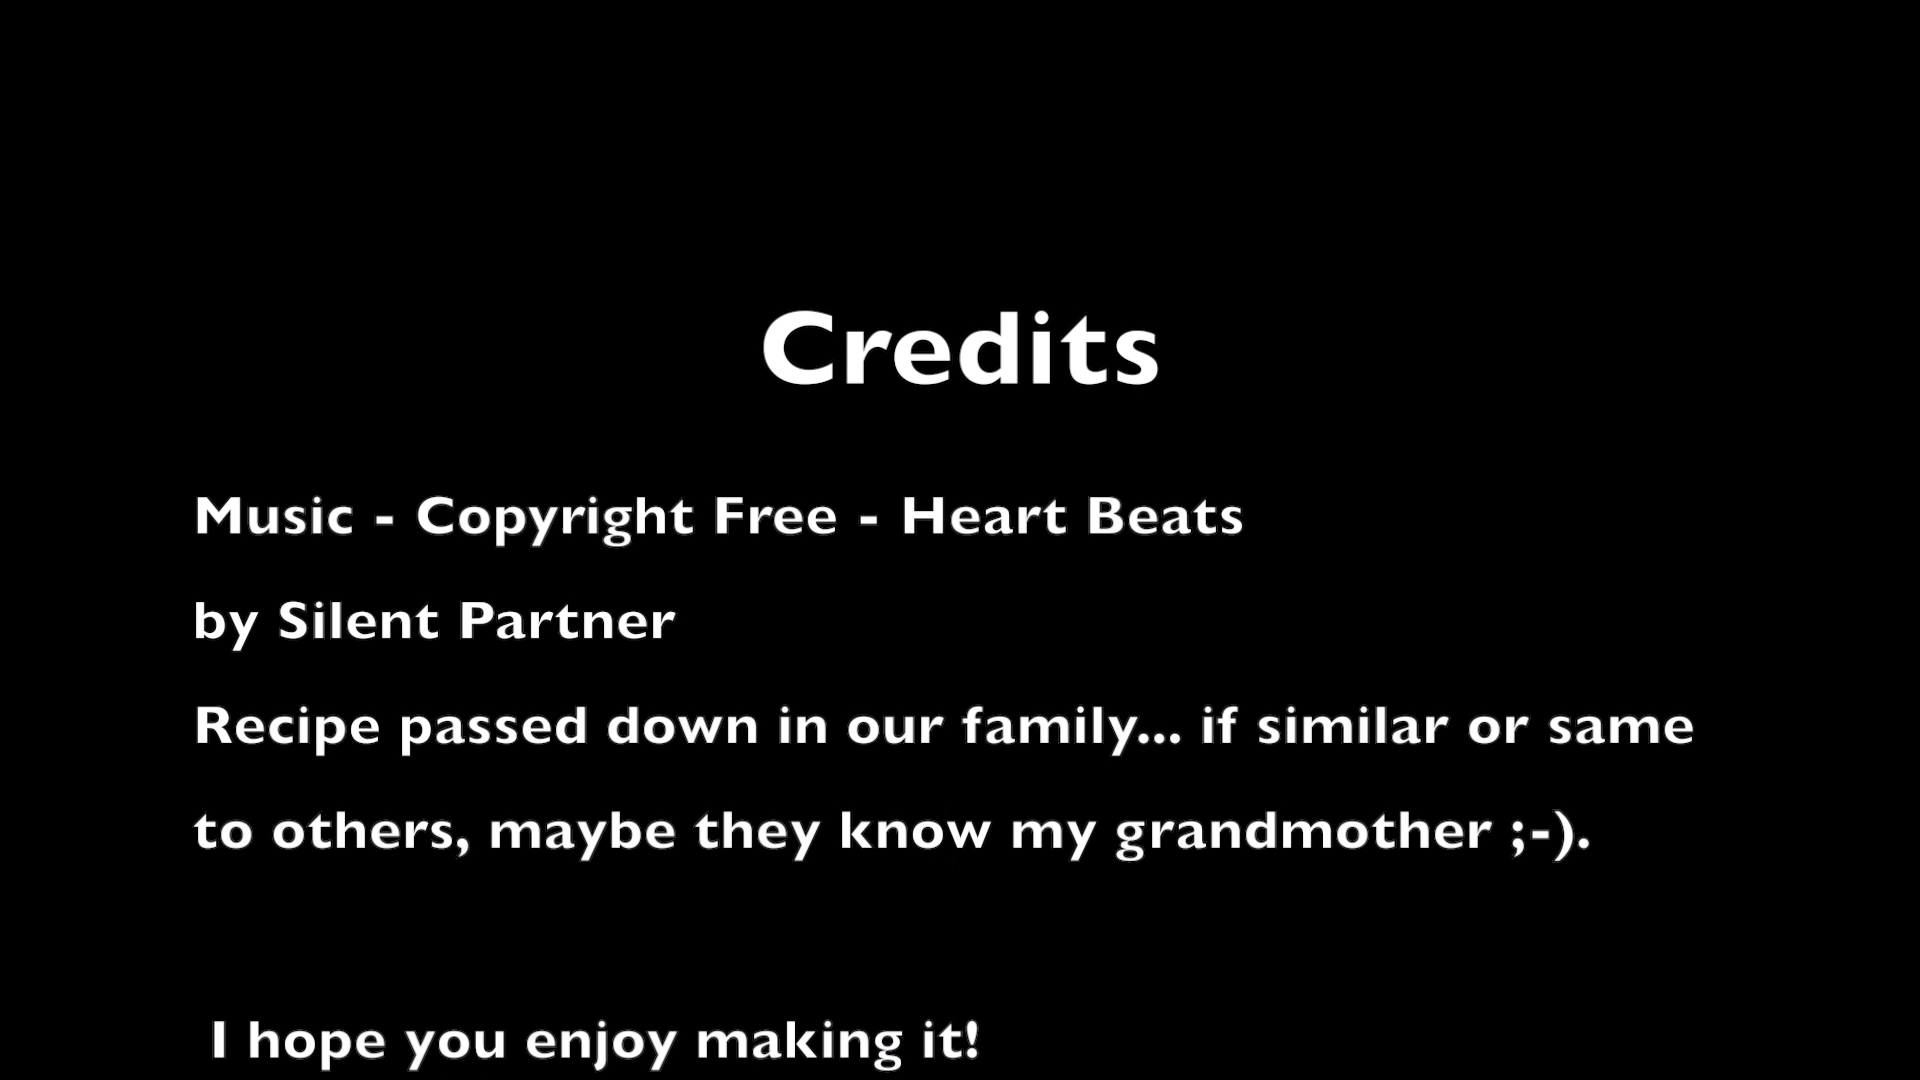 Credits
Music - Copyright Free - Heart Beats
by Silent Partner
Recipe passed down in our family... if similar or same
to others, maybe they know my grandmother ;-).
I hope you enjoy making it!